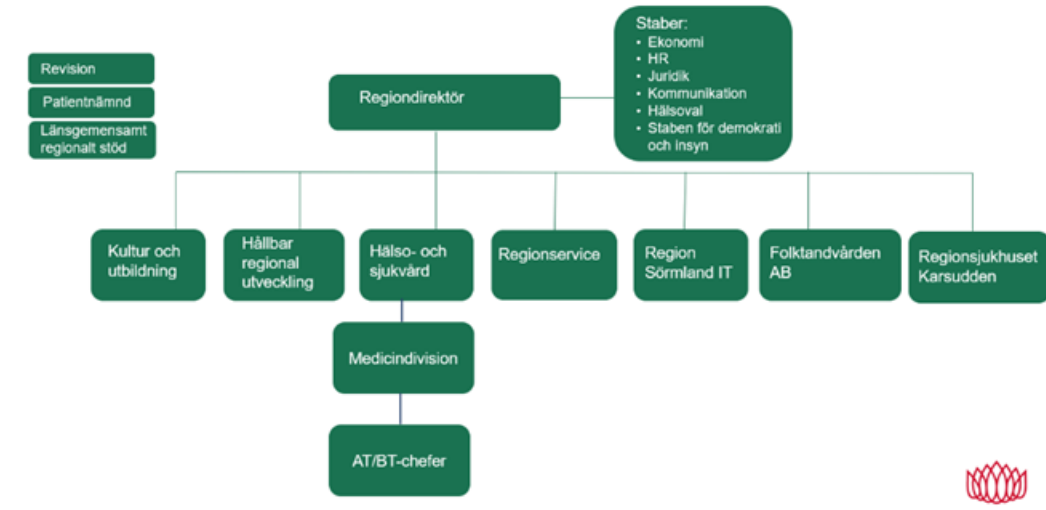 Revision
Patientnämnd
Länsgemensamt
regionalt stöd
Regiondirektör
Staber:
• Ekonomi
• HR
• Juridik
• Kommunikation
• Hälsoval
• Staben för demokrati
och insyn
Kultur och
utbildning
Hållbar
regional
utveckling
Hälso- och
sjukvård
Regionservice
Region
Sörmland IT
Folktandvården
AB
Regionsjukhuset
Karsudden
Medicindivision
AT/BT-chefer